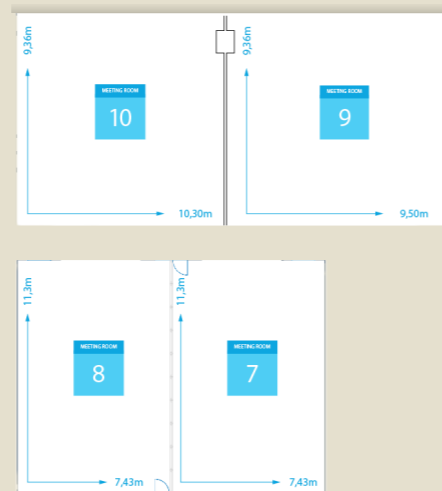 9,36m
MEETING ROOM
10
10,30m
9,36m
MEETING ROOM
9
9,50m
11,3m
MEETING ROOM
8
7,43m
11,3m
MEETING ROOM
7
7,43m